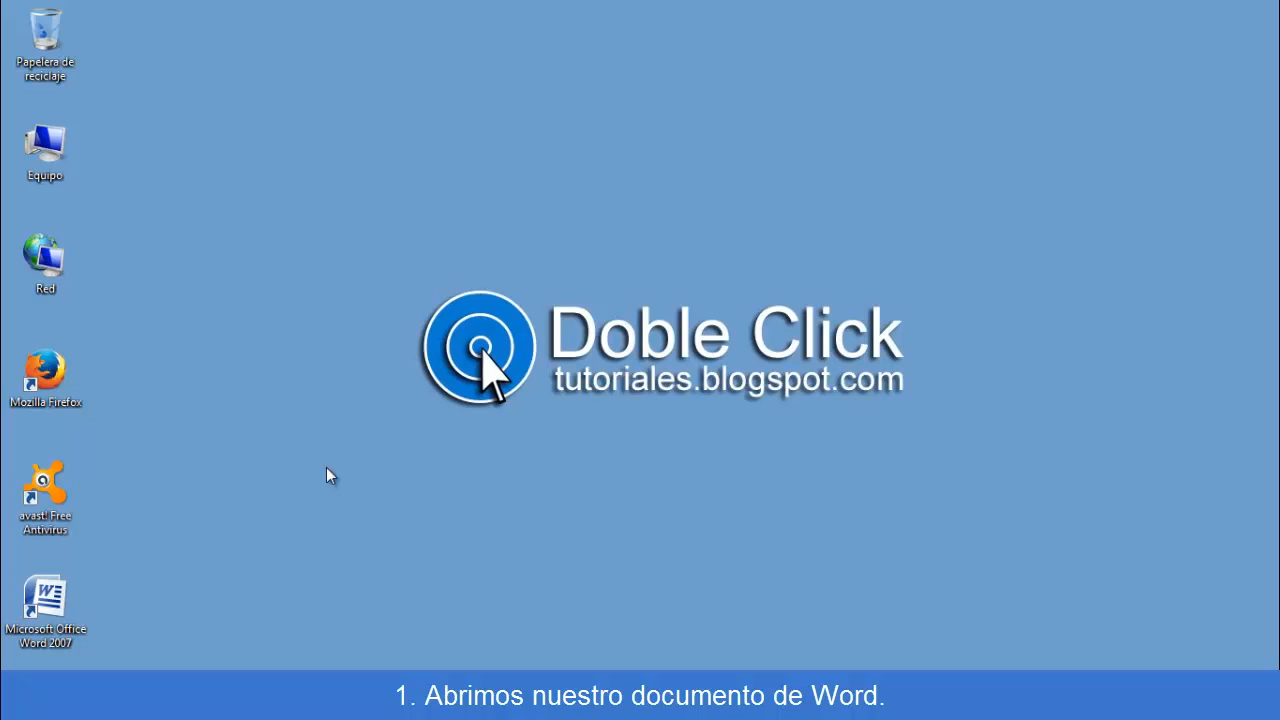 Papelera de
reciclaje
Equipo
Red
Mozilla Firefox
avast! Free
Antivirus
Microsoft Office
Word 2007
Doble Click
tutoriales.blogspot.com
1. Abrimos nuestro documento de Word.